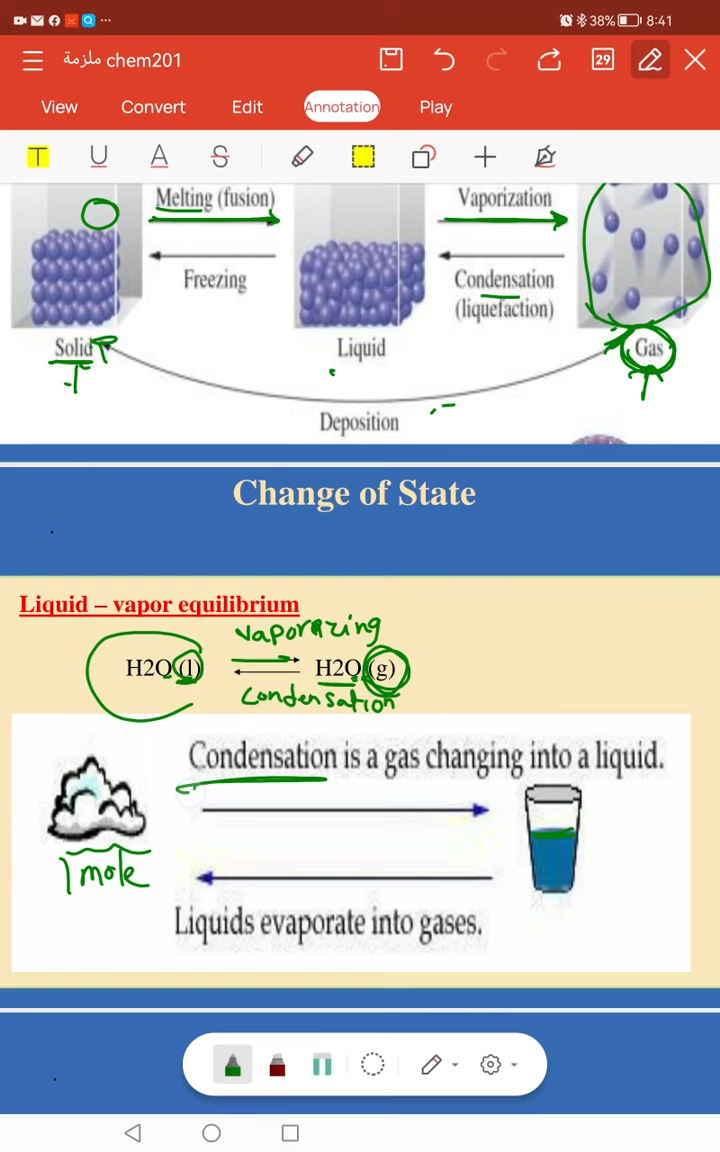 38% 8:41
ملزمة chem201
29
View Convert Edit Annotation Play
T U A S
Melting (fusion) Vaporization
Freezing Condensation
(liquefaction)
Solid Liquid Gas
Deposition
Change of State
Liquid – vapor equilibrium
vaporazing
H2O (l) H2O (g)
condensation
Condensation is a gas changing into a liquid.
1 mole
Liquids evaporate into gases.